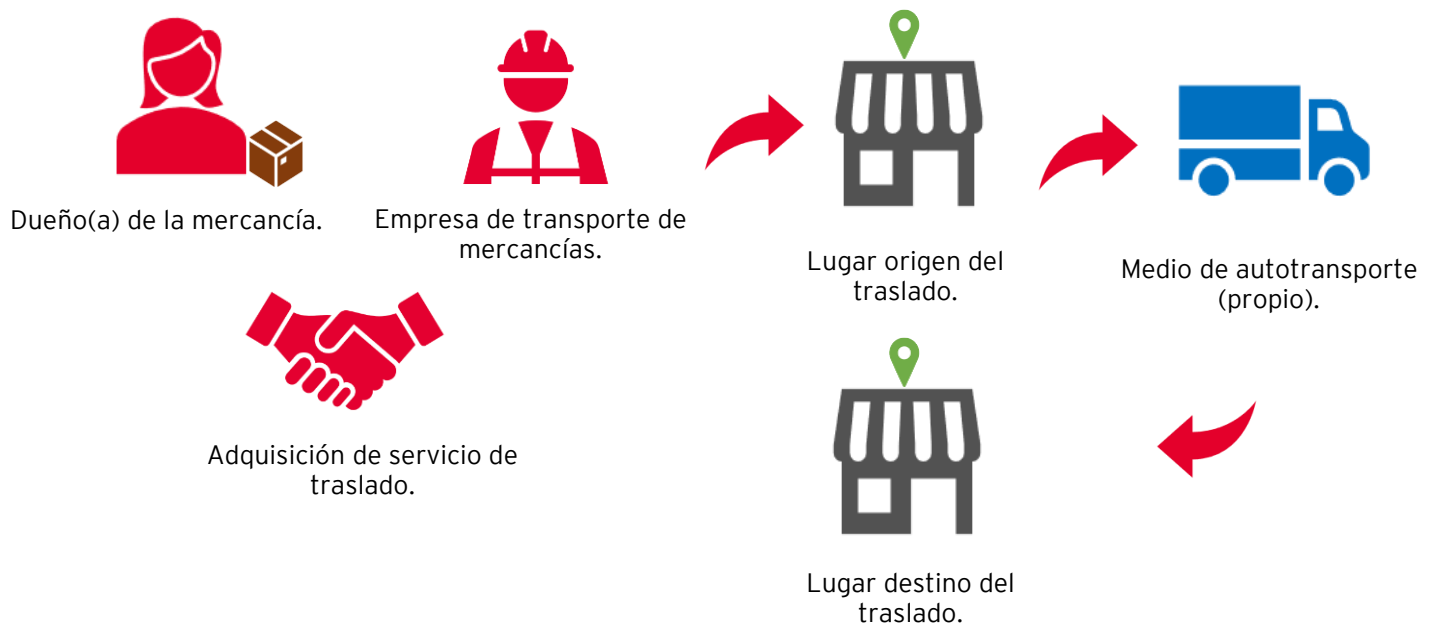 Dueño(a) de la mercancía.
Empresa de transporte de
mercancías.
Adquisición de servicio de
traslado.
Lugar origen del
traslado.
Medio de autotransporte
(propio).
Lugar destino del
traslado.